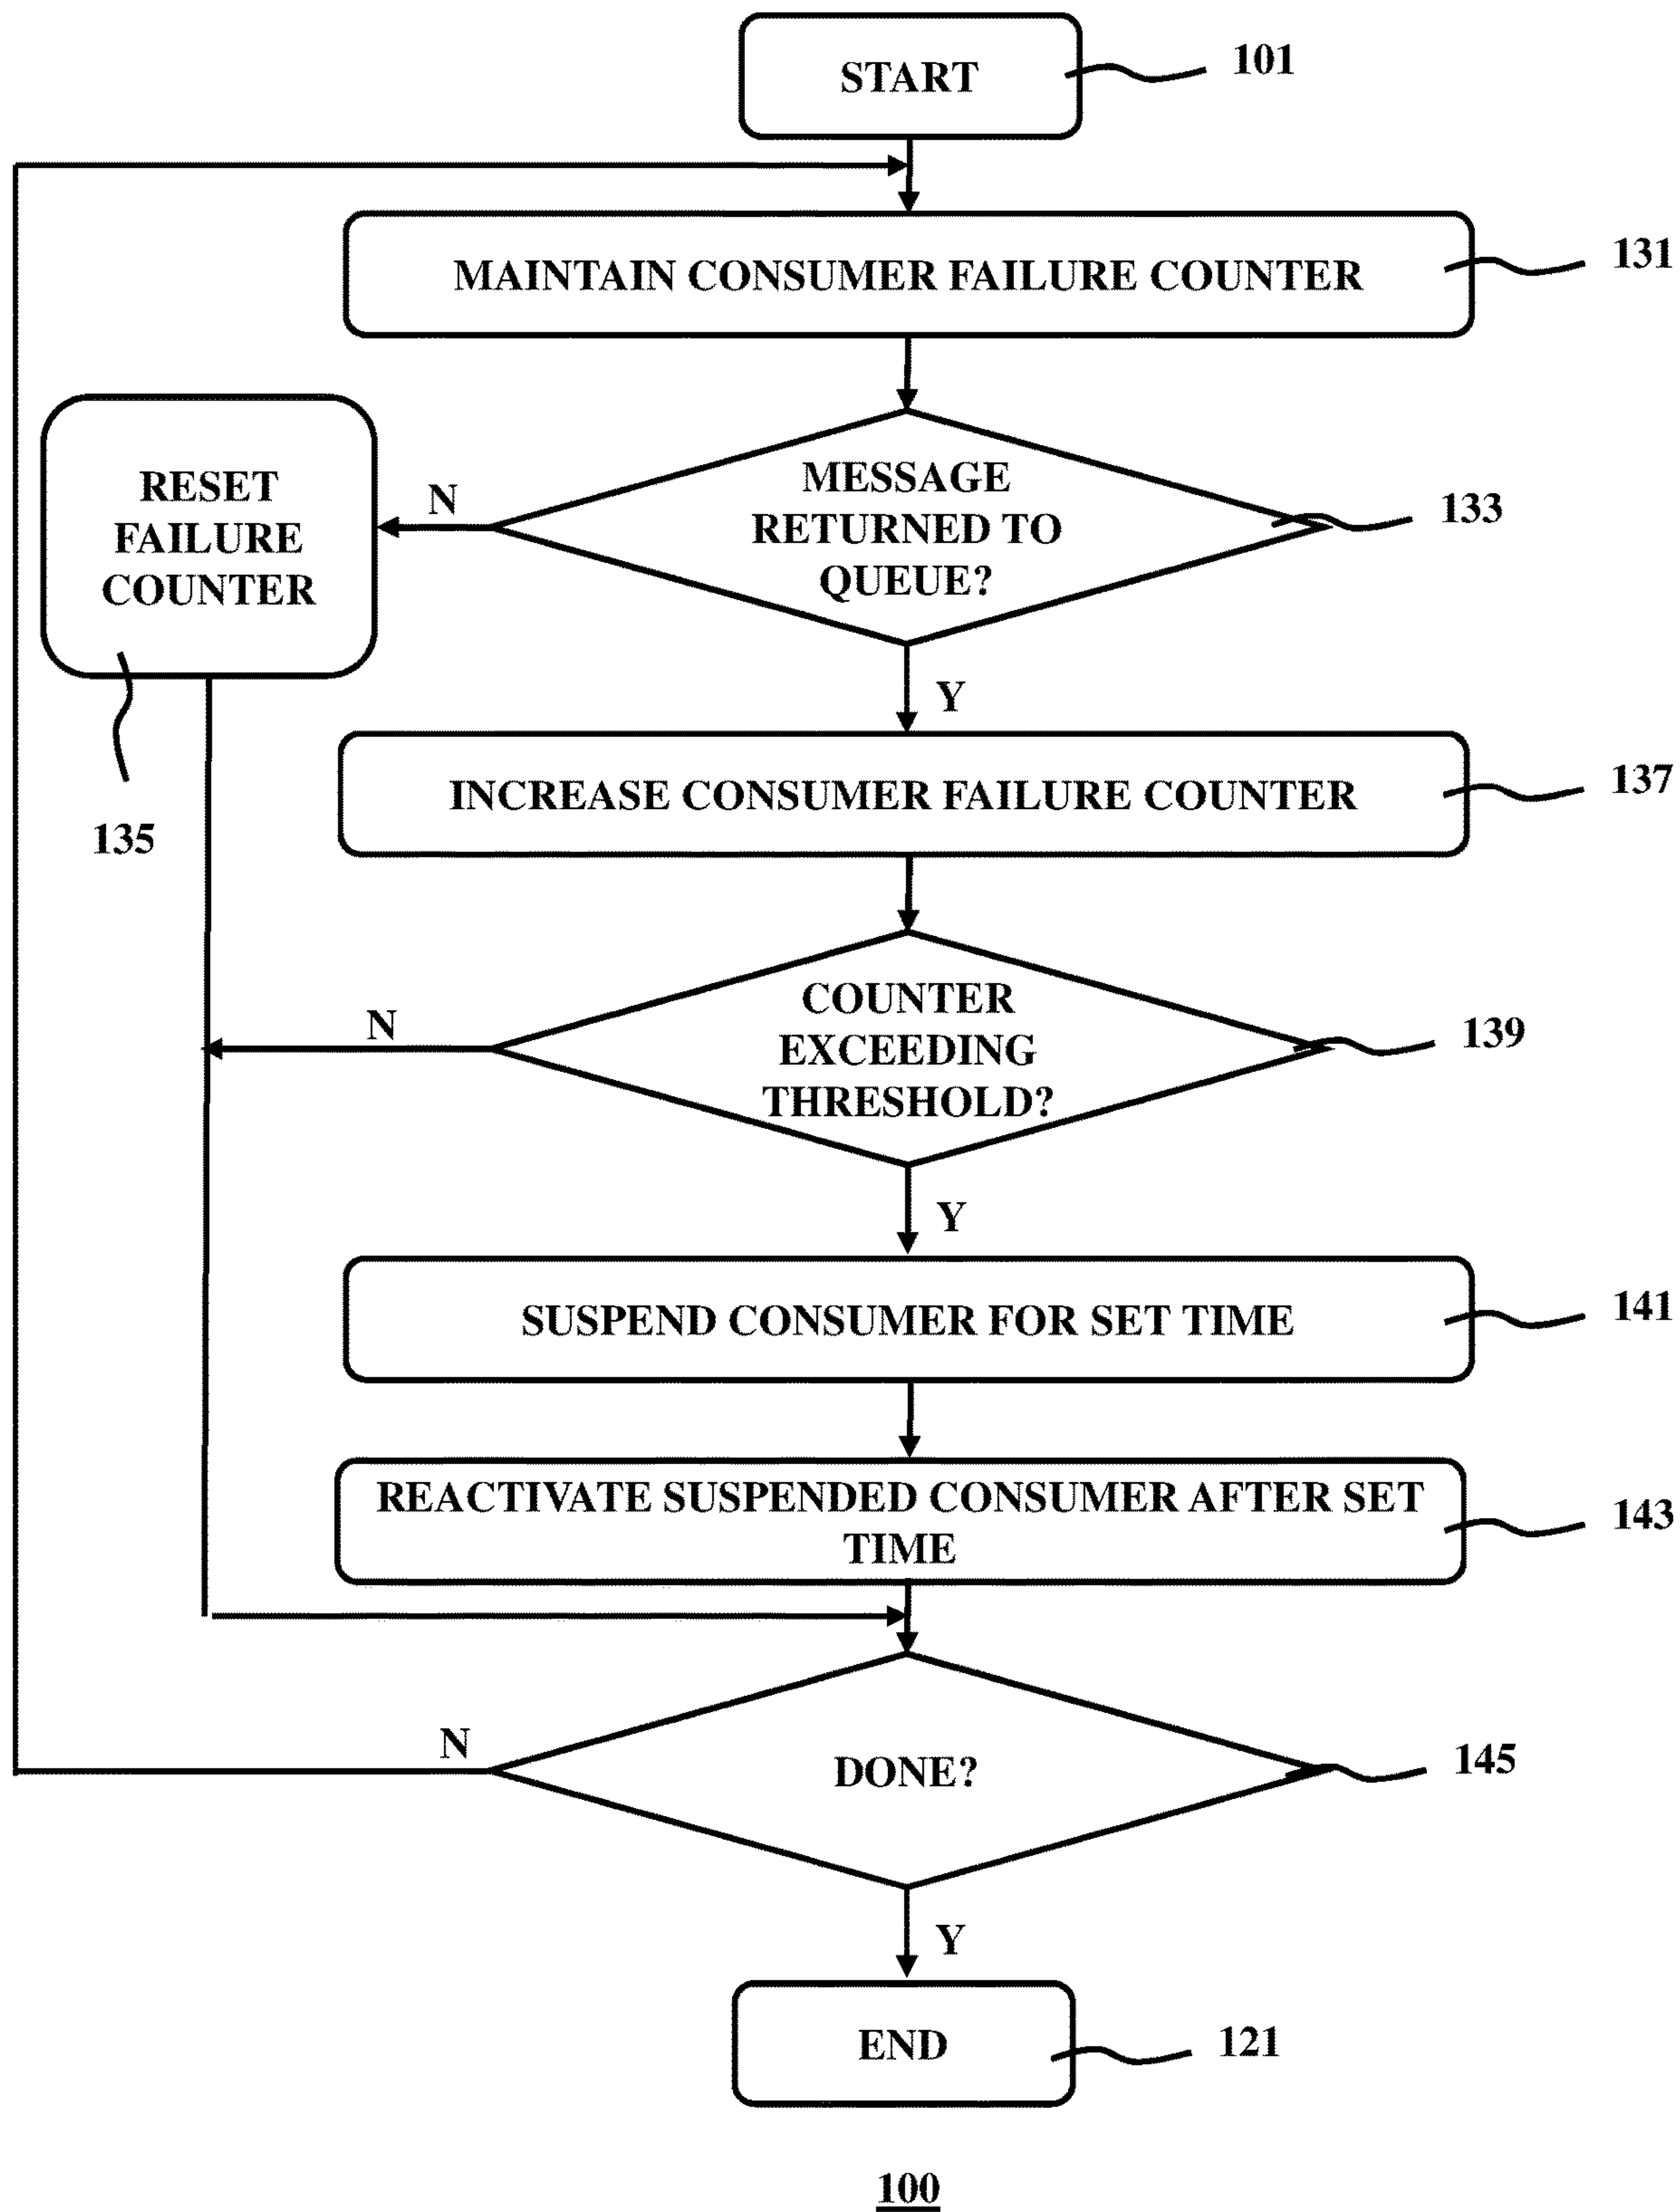 START
101
MAINTAIN CONSUMER FAILURE COUNTER
131
RESET
FAILURE
COUNTER
135
N
MESSAGE
RETURNED TO
QUEUE?
133
Y
INCREASE CONSUMER FAILURE COUNTER
137
N
COUNTER
EXCEEDING
THRESHOLD?
139
Y
SUSPEND CONSUMER FOR SET TIME
141
REACTIVATE SUSPENDED CONSUMER AFTER SET
TIME
143
N
DONE?
145
Y
END
121
100